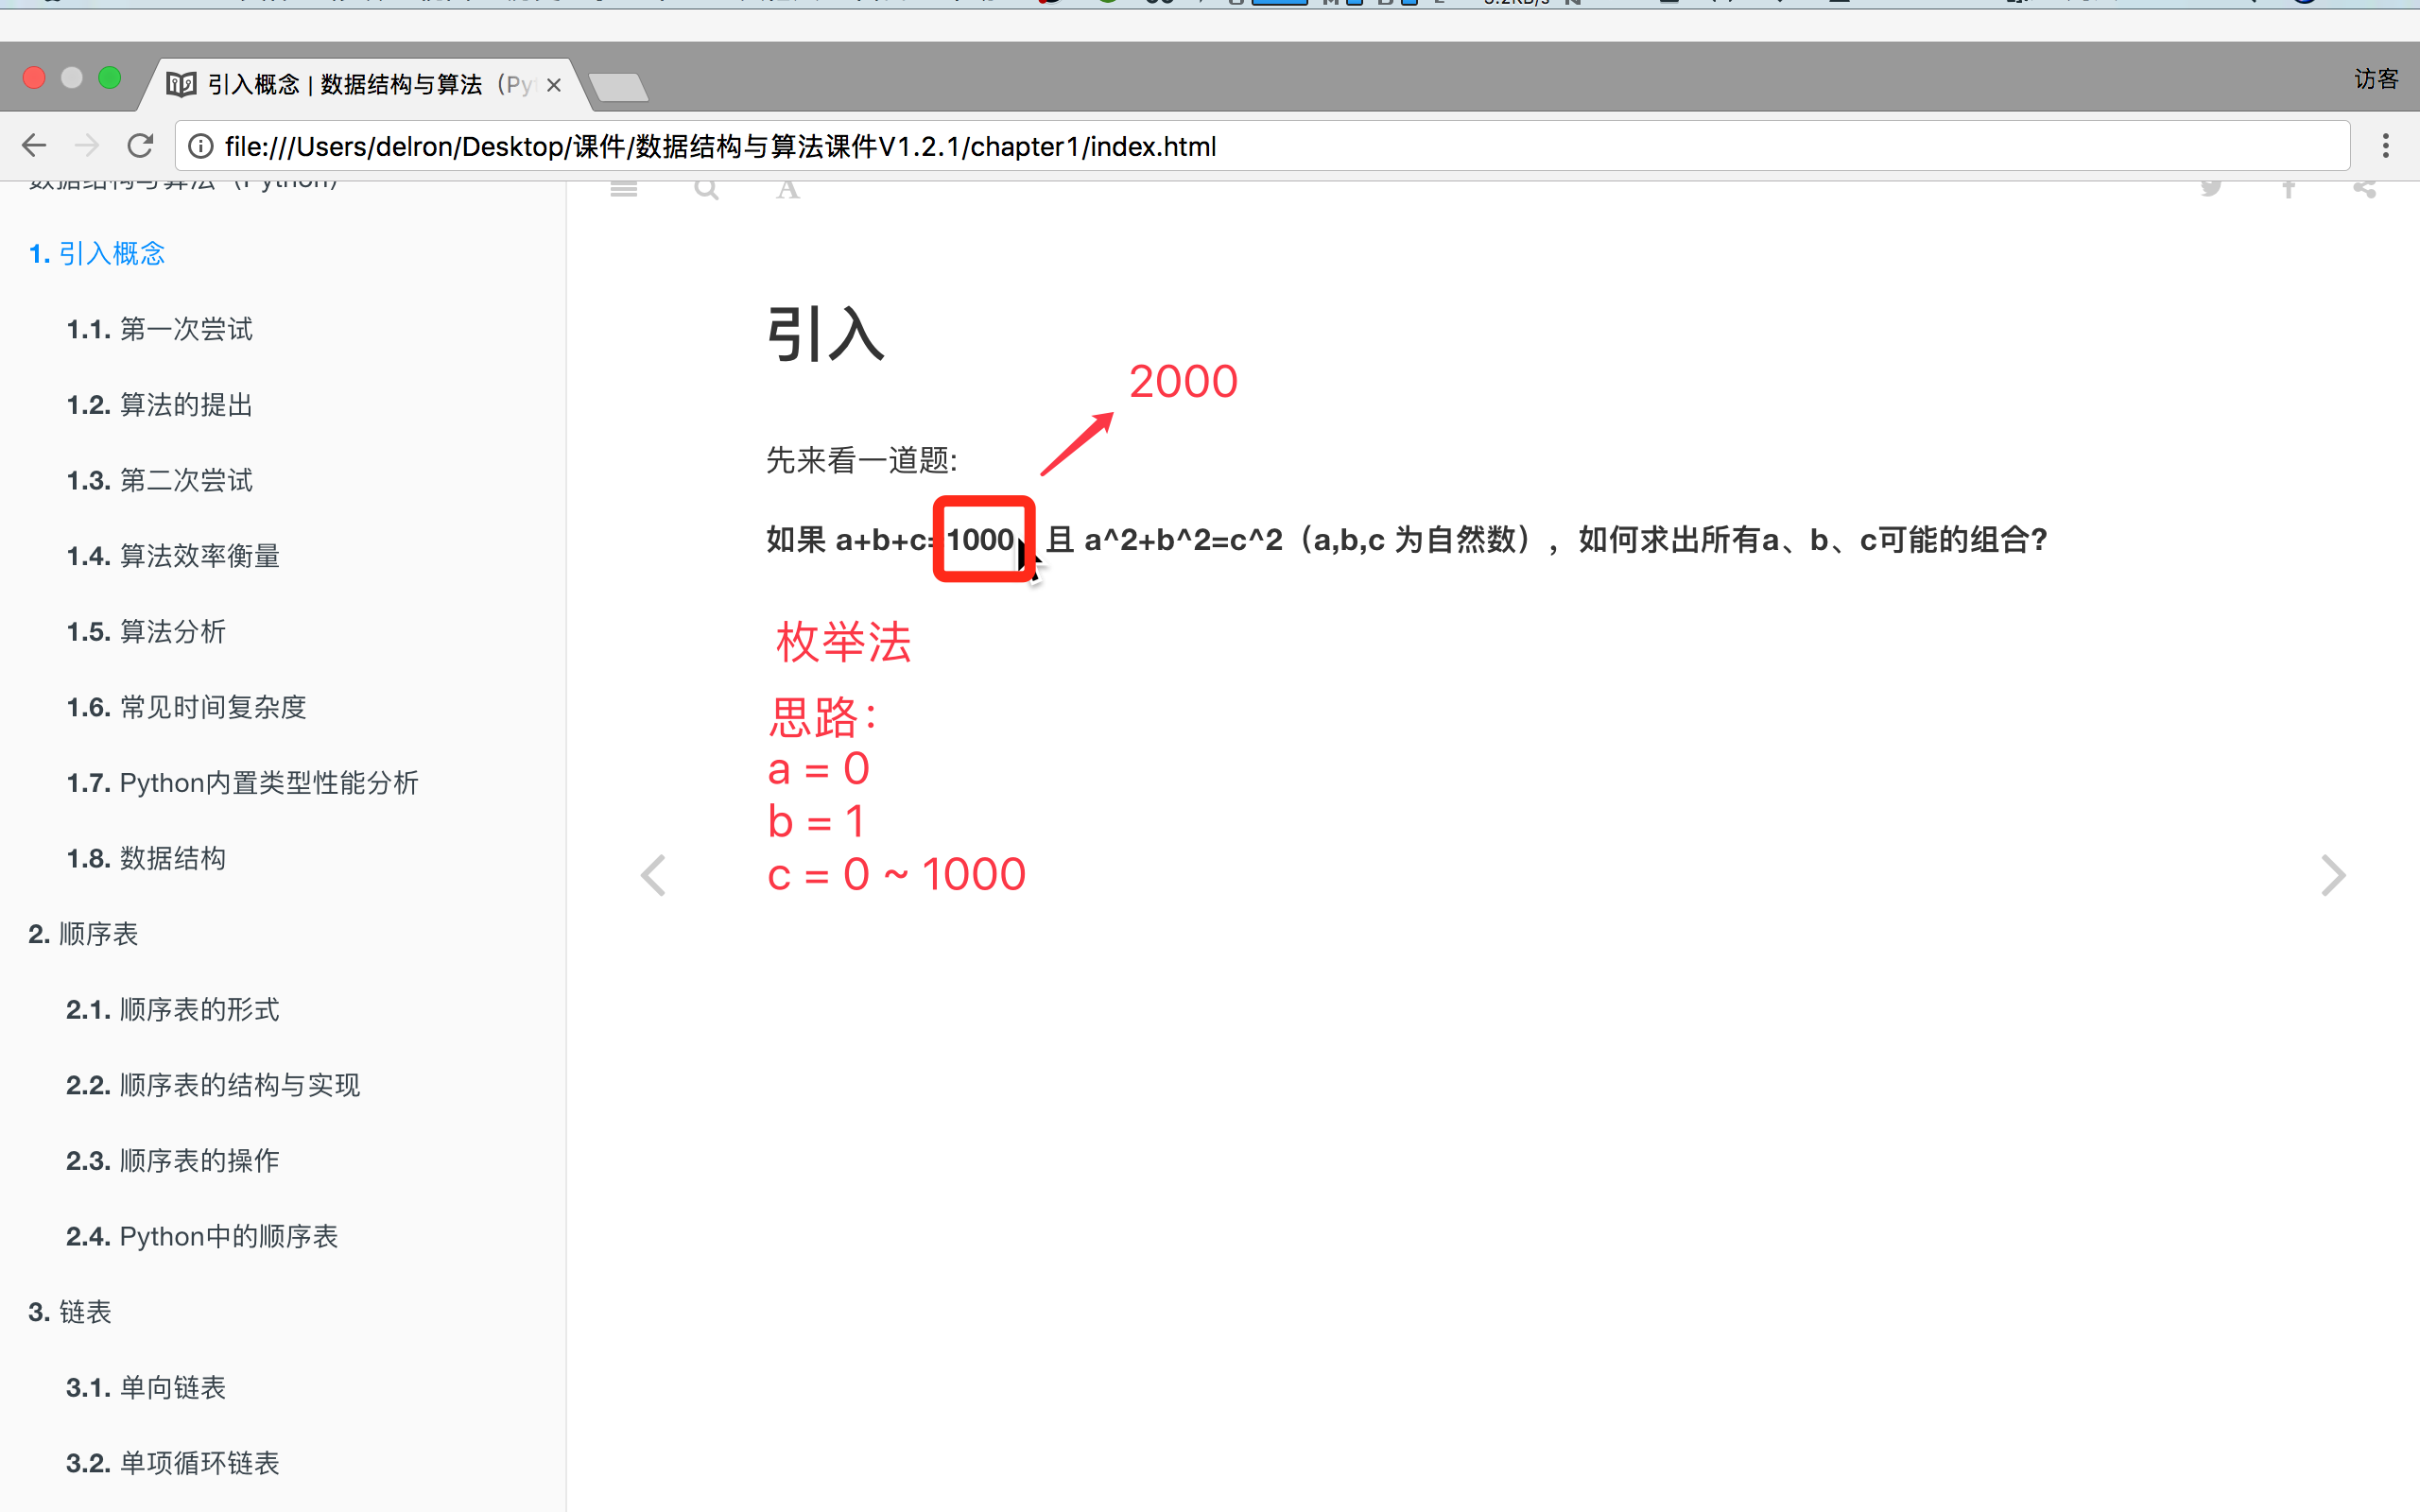 引入概念 | 数据结构与算法（Py
访客
file:///Users/delron/Desktop/课件/数据结构与算法课件V1.2.1/chapter1/index.html
数据结构与算法（Python）
A
1. 引入概念
1.1. 第一次尝试
1.2. 算法的提出
1.3. 第二次尝试
1.4. 算法效率衡量
1.5. 算法分析
1.6. 常见时间复杂度
1.7. Python内置类型性能分析
1.8. 数据结构
2. 顺序表
2.1. 顺序表的形式
2.2. 顺序表的结构与实现
2.3. 顺序表的操作
2.4. Python中的顺序表
3. 链表
3.1. 单向链表
3.2. 单项循环链表
引入
2000
先来看一道题:
如果 a+b+c=1000, 且 a^2+b^2=c^2（a,b,c 为自然数），如何求出所有a、b、c可能的组合?
枚举法
思路：
a = 0
b = 1
c = 0 ~ 1000